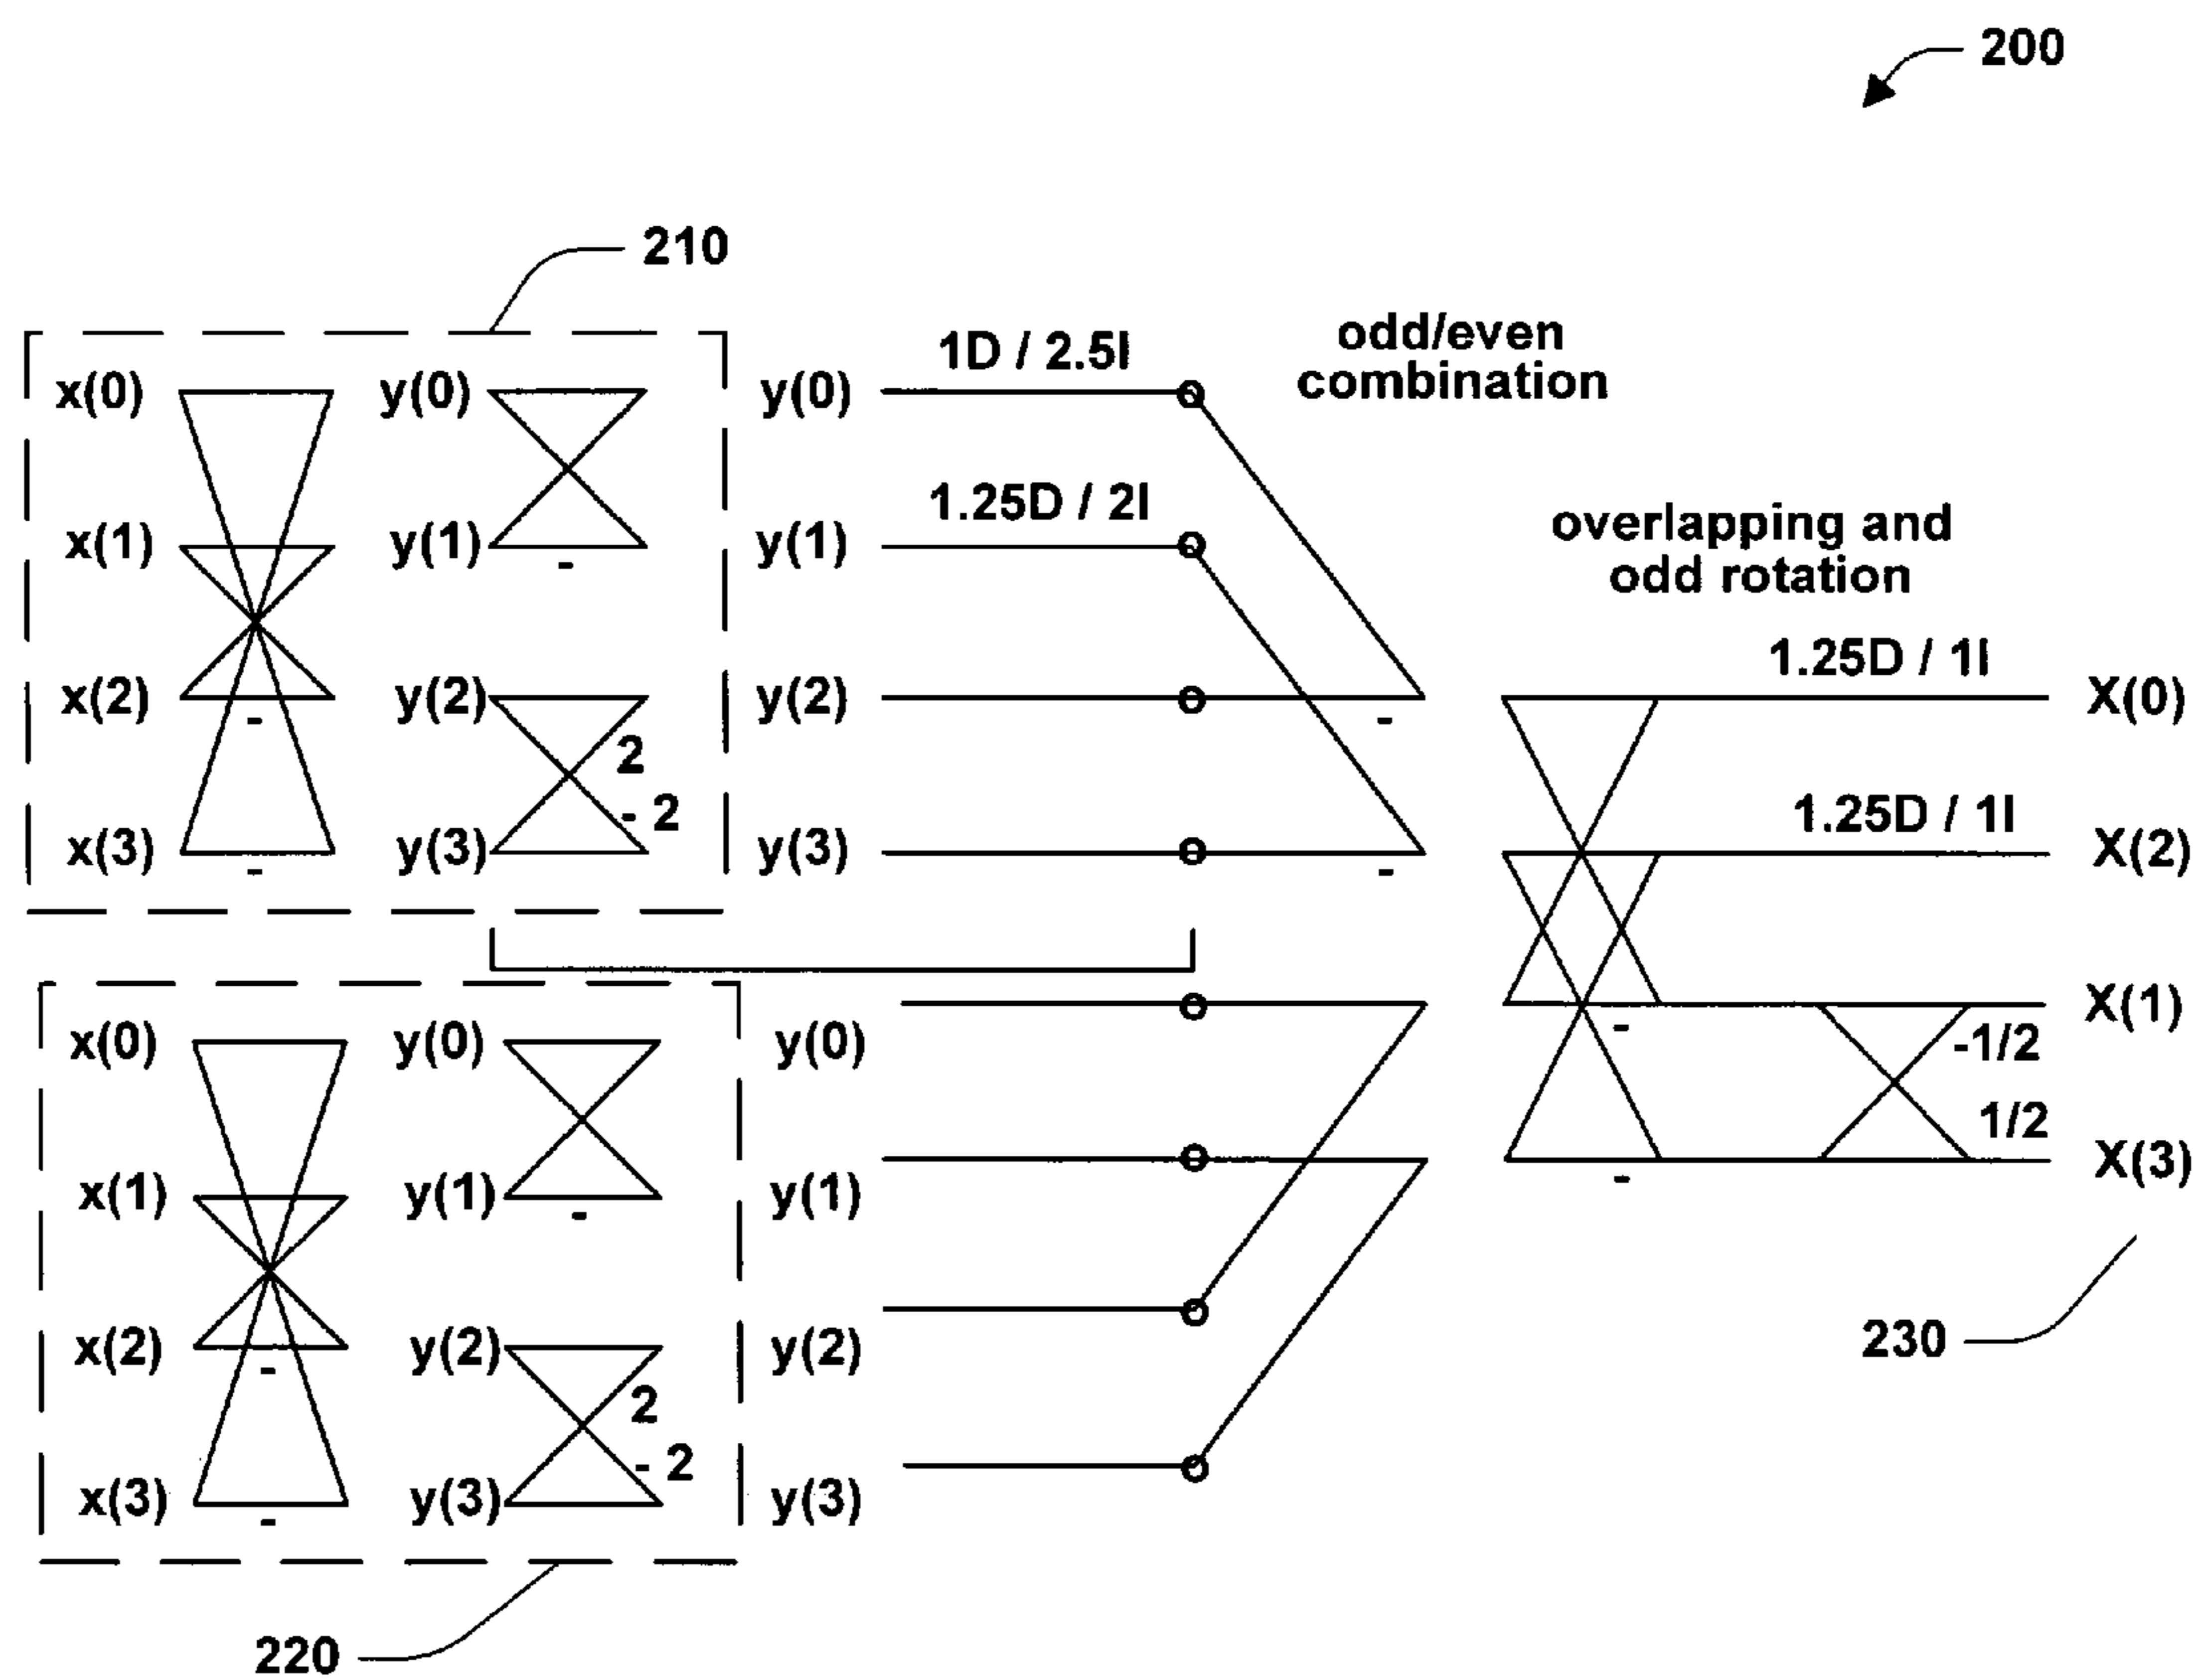 200
210
x(0) y(0) y(0) 1D / 2.5I odd/even
combination
x(1) y(1) - y(1) 1.25D / 2I
overlapping and
odd rotation
x(2) - y(2) 2 y(2) - 1.25D / 1I X(0)
x(3) - y(3) - 2 y(3) - 1.25D / 1I X(2)
x(0) y(0) y(0) - X(1)
-1/2
1/2
x(1) y(1) - y(1) - X(3)
x(2) - y(2) 2 y(2)
230
x(3) - y(3) - 2 y(3)
220